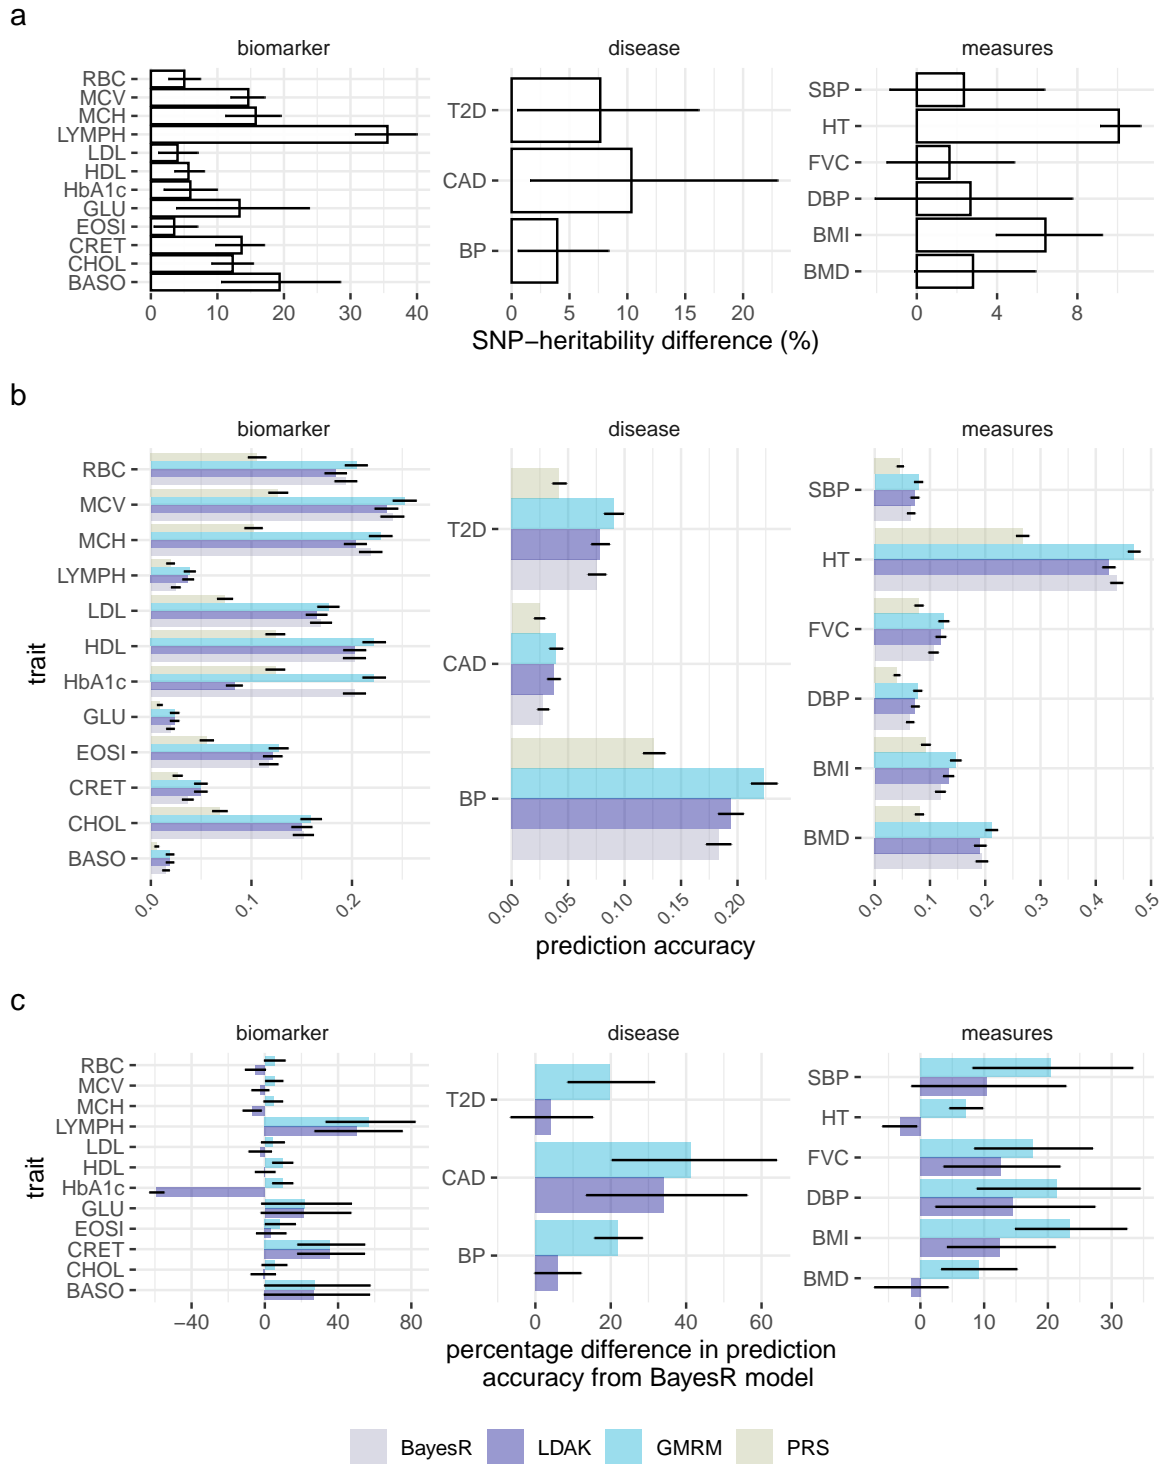 a
biomarker
disease
measures
RBC
MCV
MCH
LYMPH
LDL
HDL
HbA1c
GLU
EOSI
CRET
CHOL
BASO
0 10 20 30 40
T2D
CAD
BP
0 5 10 15 20
SBP
HT
FVC
DBP
BMI
BMD
0 4 8
SNP−heritability difference (%)
b
biomarker
disease
measures
trait
RBC
MCV
MCH
LYMPH
LDL
HDL
HbA1c
GLU
EOSI
CRET
CHOL
BASO
0.0 0.1 0.2
T2D
CAD
BP
0.00 0.05 0.10 0.15 0.20
SBP
HT
FVC
DBP
BMI
BMD
0.0 0.1 0.2 0.3 0.4 0.5
prediction accuracy
c
biomarker
disease
measures
trait
RBC
MCV
MCH
LYMPH
LDL
HDL
HbA1c
GLU
EOSI
CRET
CHOL
BASO
−40 0 40 80
T2D
CAD
BP
0 20 40 60
SBP
HT
FVC
DBP
BMI
BMD
0 10 20 30
percentage difference in prediction
accuracy from BayesR model
BayesR LDAK GMRM PRS